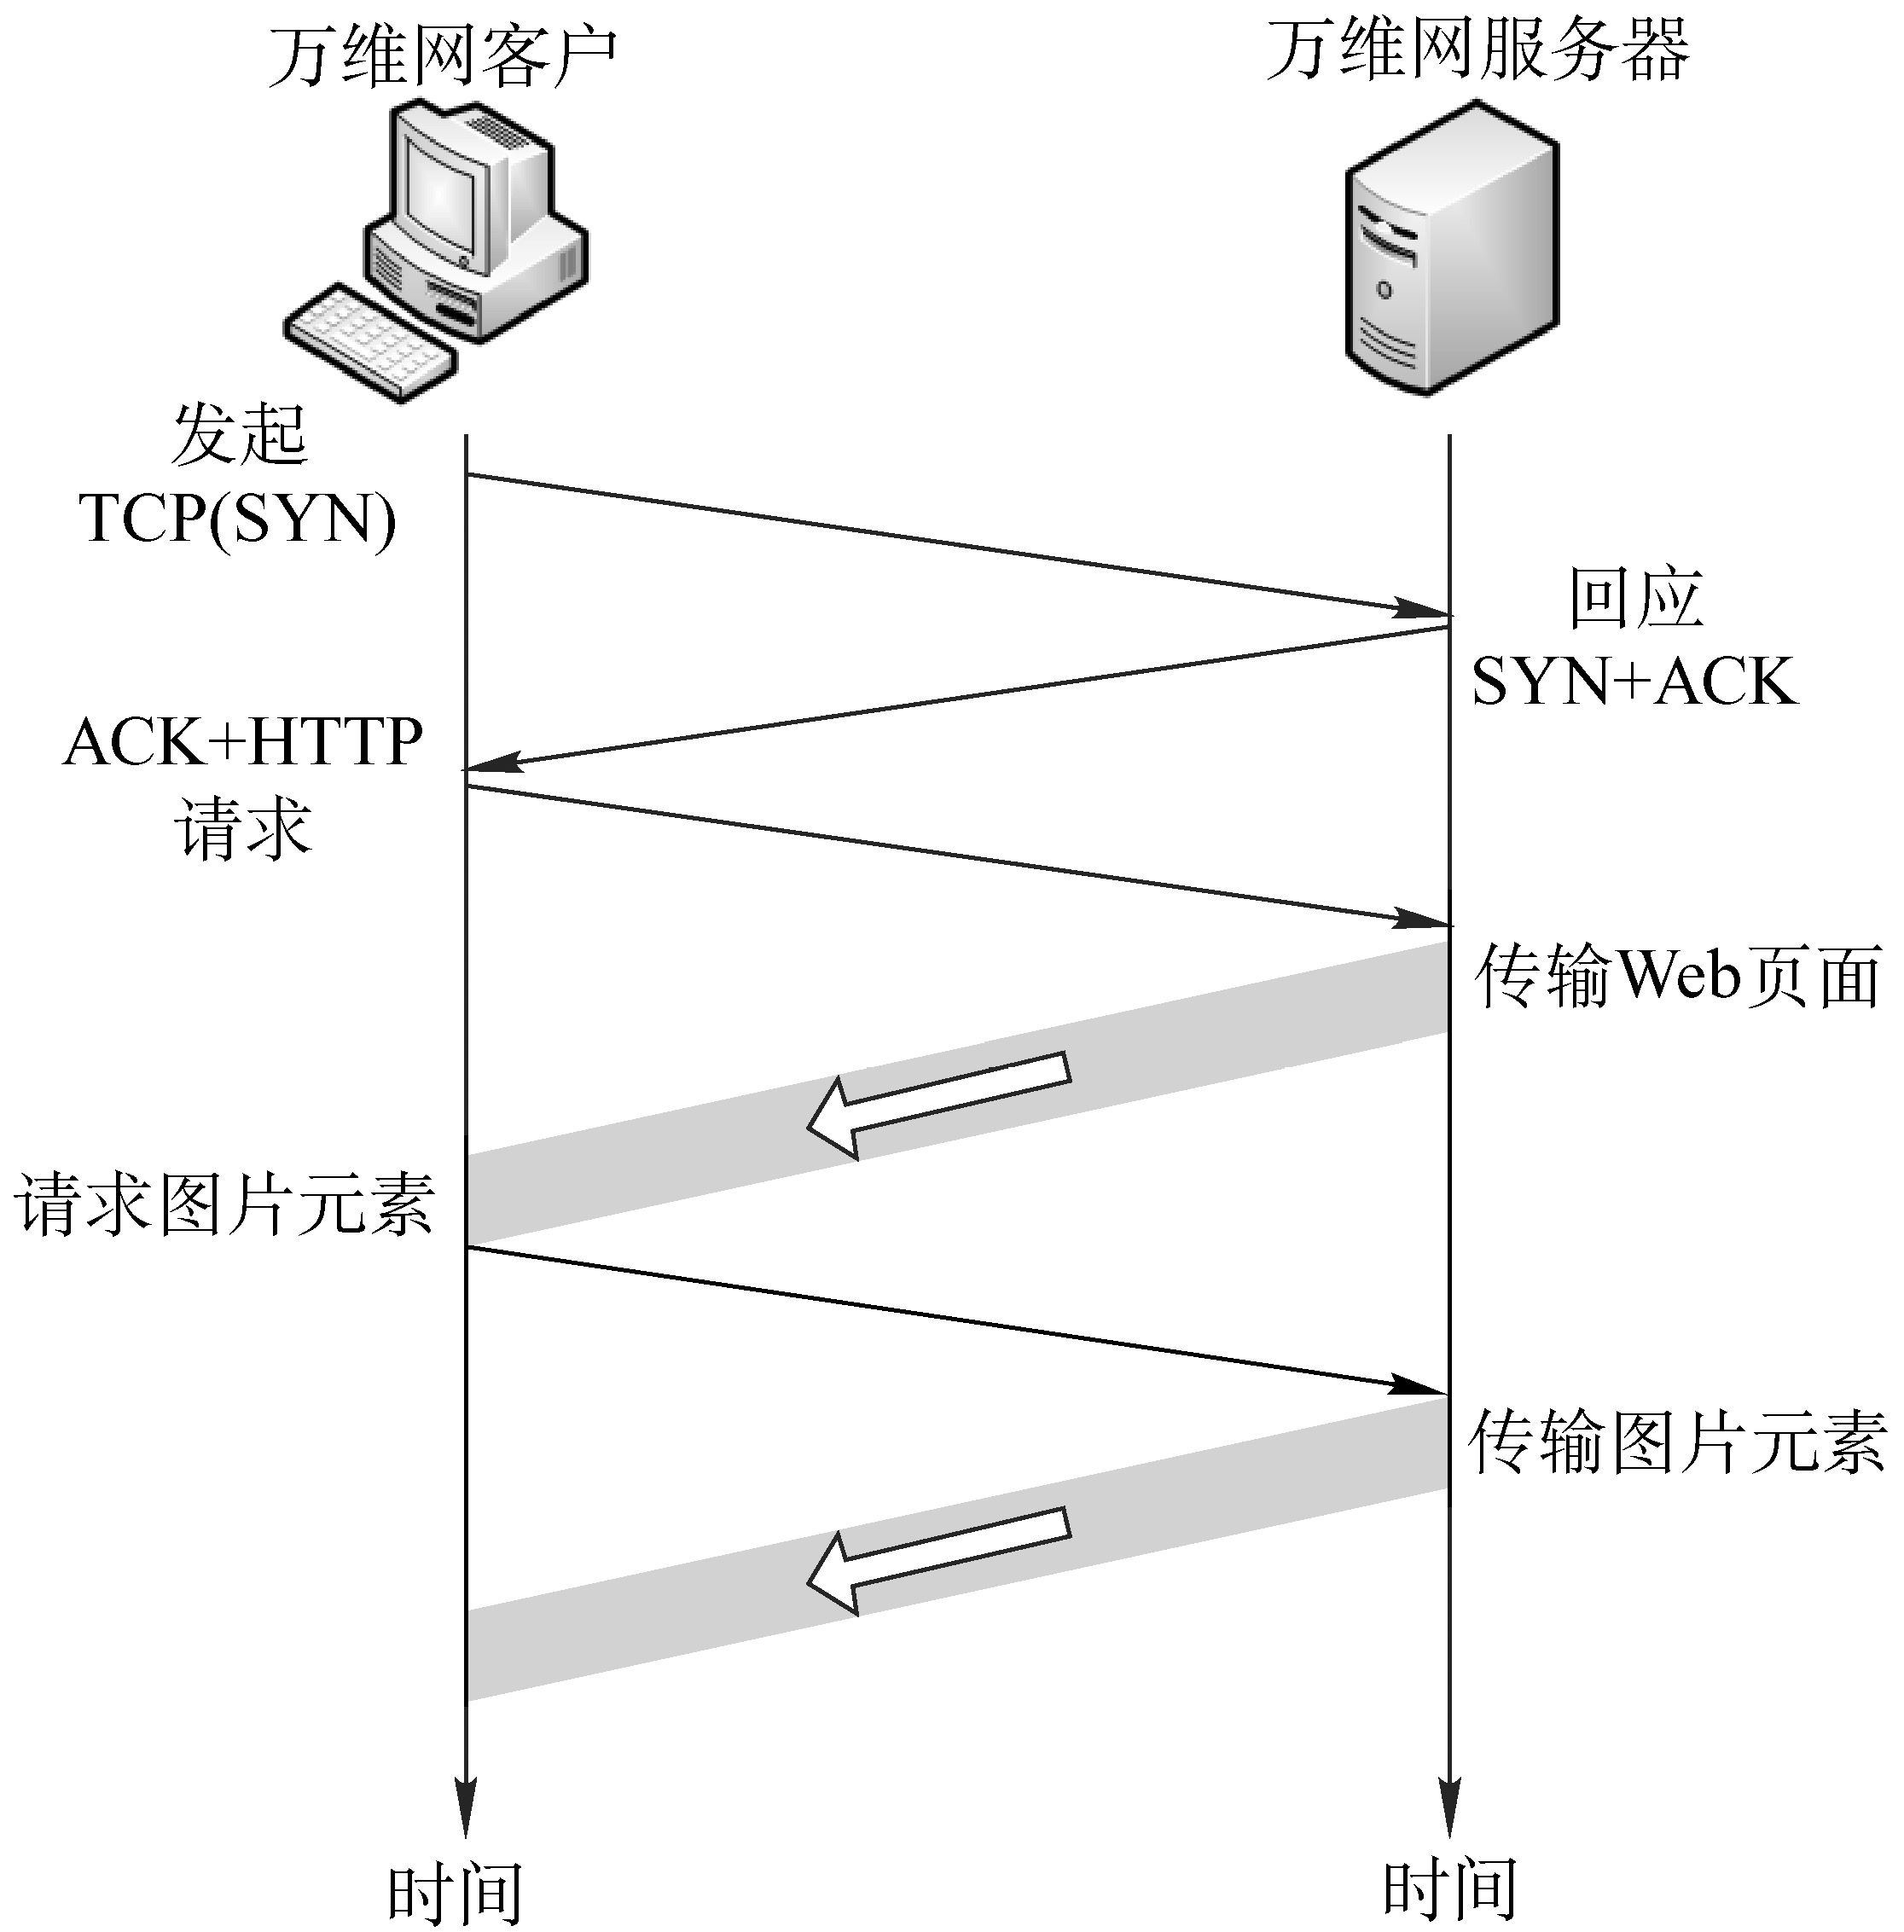 万维网客户
万维网服务器
发起
TCP(SYN)
回应
SYN+ACK
ACK+HTTP
请求
传输Web页面
请求图片元素
传输图片元素
时间
时间